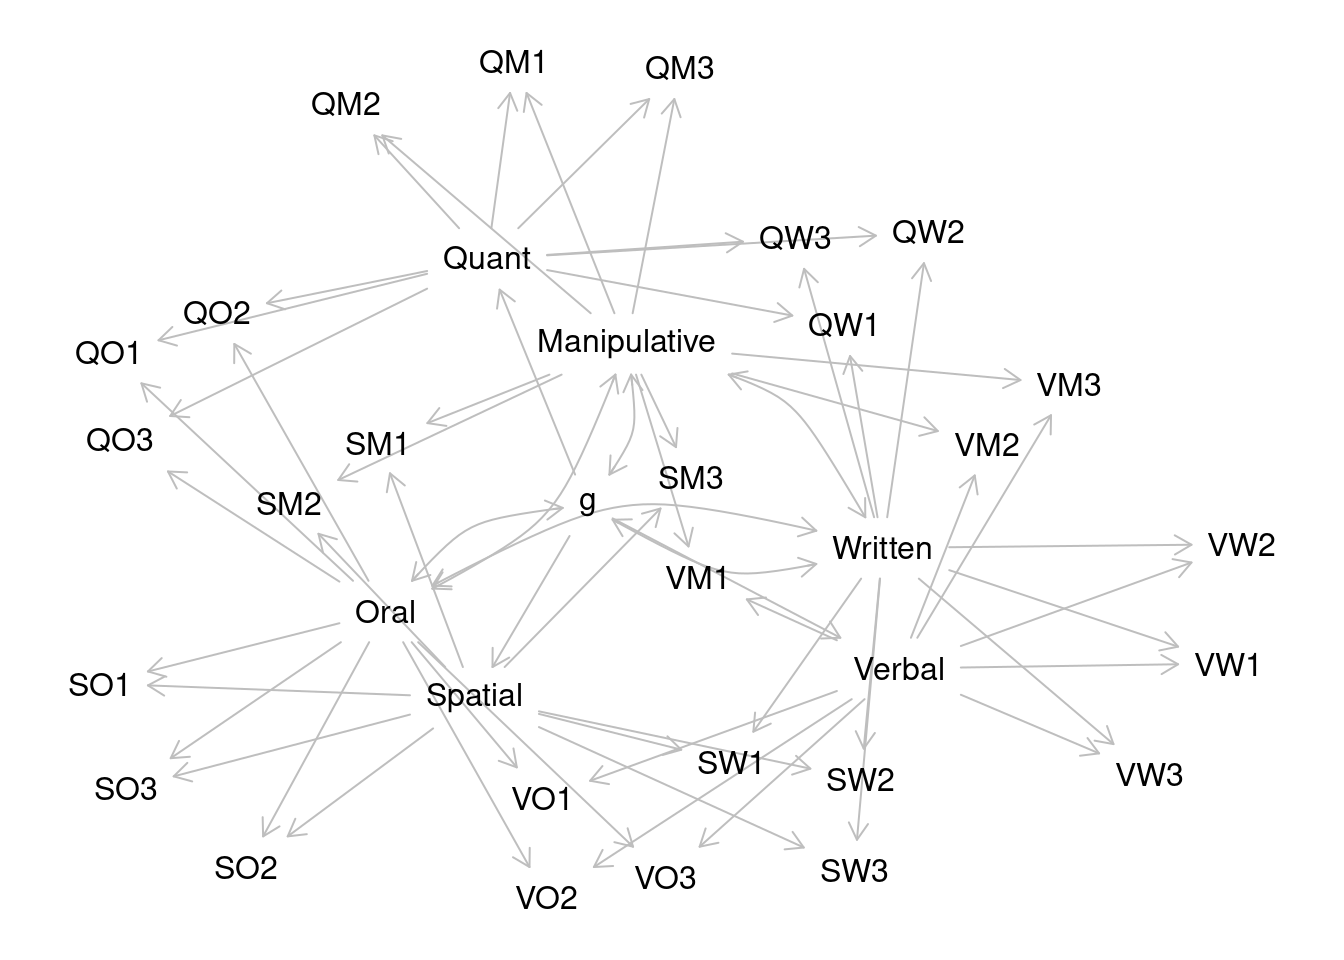 QM1
QM3
QM2
QW2
QW3
Quant
QO2
QW1
Manipulative
QO1
VM3
QO3
SM1
VM2
SM3
g
SM2
Written
VW2
VM1
Oral
VW1
Verbal
SO1
Spatial
SW1
VW3
SW2
SO3
VO1
SO2
SW3
VO3
VO2